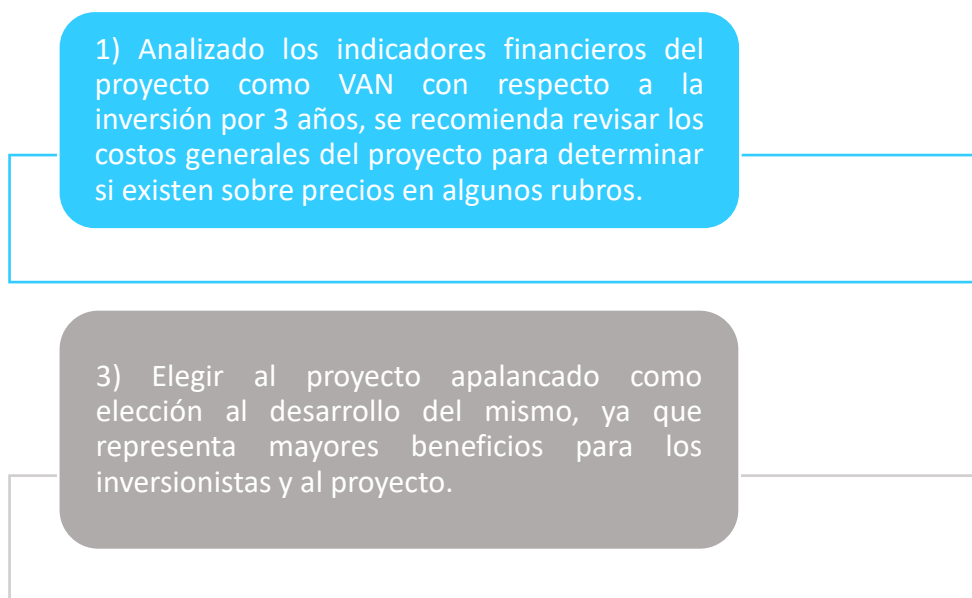 1) Analizado los indicadores financieros del
proyecto como VAN con respecto a la
inversión por 3 años, se recomienda revisar los
costos generales del proyecto para determinar
si existen sobre precios en algunos rubros.
3) Elegir al proyecto apalancado como
elección al desarrollo del mismo, ya que
representa mayores beneficios para los
inversionistas y al proyecto.